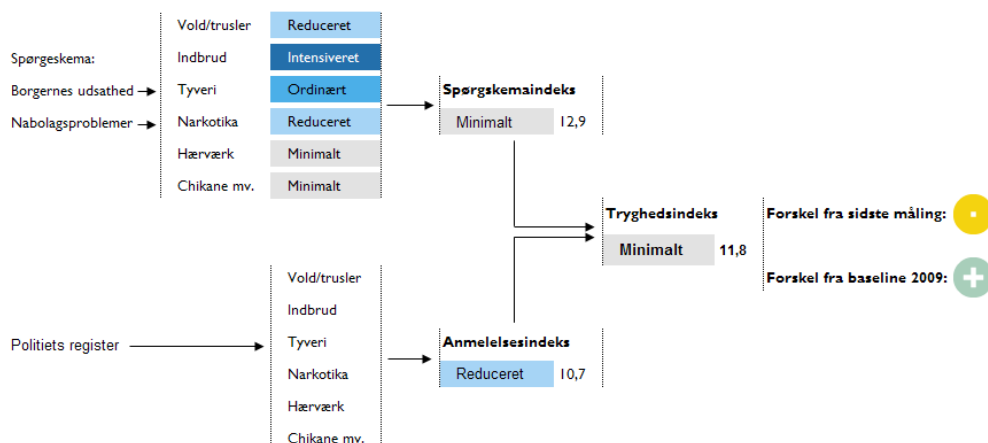 Vold/trusler Reduceret
Spørgeskema:
Indbrud Intensiveret
Borgernes udsathed
Tyveri Ordinært
Nabolagsproblemer
Narkotika Reduceret
Hærværk Minimalt
Chikane mv. Minimalt
Spørgskemaindeks
Minimalt 12,9
Tryghedsindeks
Minimalt 11,8
Forskel fra sidste måling:
Forskel fra baseline 2009:
Politiets register
Vold/trusler
Indbrud
Tyveri
Narkotika
Hærværk
Chikane mv.
Anmelelsesindeks
Reduceret 10,7